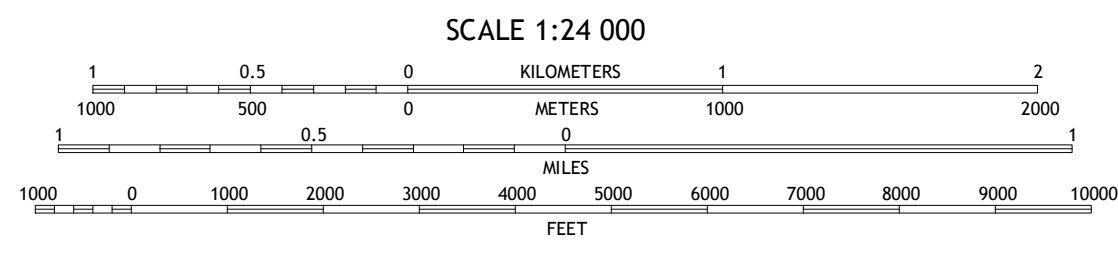 SCALE 1:24 000
1 0.5 0 KILOMETERS 1 2
1000 500 0 METERS 1000 2000
1 0.5 0 1
MILES
1000 0 1000 2000 3000 4000 5000 6000 7000 8000 9000 10000
FEET